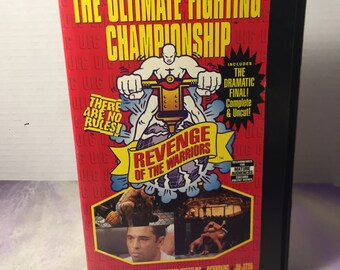 THE ULTIMATE FIGHTING
CHAMPIONSHIP
INCLUDES
THE
DRAMATIC
FINAL!
Complete
& Uncut!
THERE
ARE NO
RULES!
REVENGE
OF THE WARRIORS